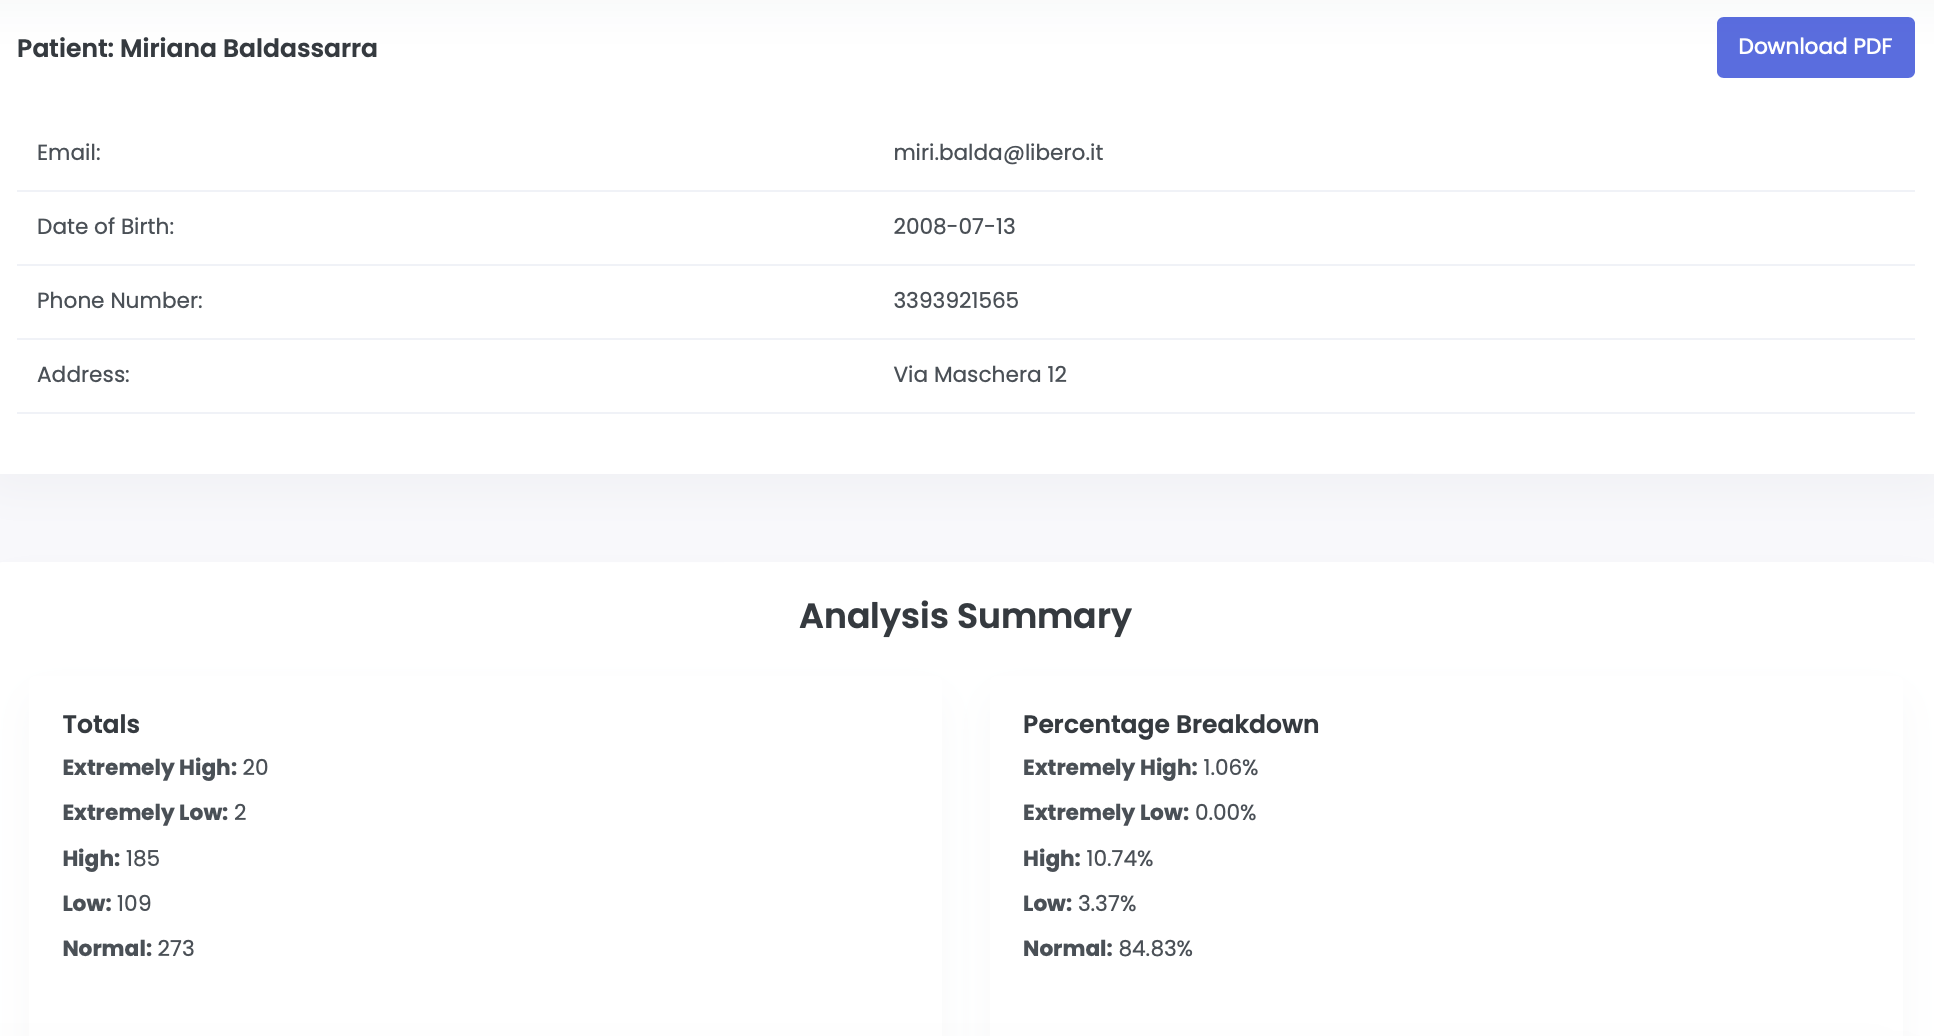 Patient: Miriana Baldassarra
Download PDF
Email: miri.balda@libero.it
Date of Birth: 2008-07-13
Phone Number: 3393921565
Address: Via Maschera 12
Analysis Summary
Totals
Extremely High: 20
Extremely Low: 2
High: 185
Low: 109
Normal: 273
Percentage Breakdown
Extremely High: 1.06%
Extremely Low: 0.00%
High: 10.74%
Low: 3.37%
Normal: 84.83%